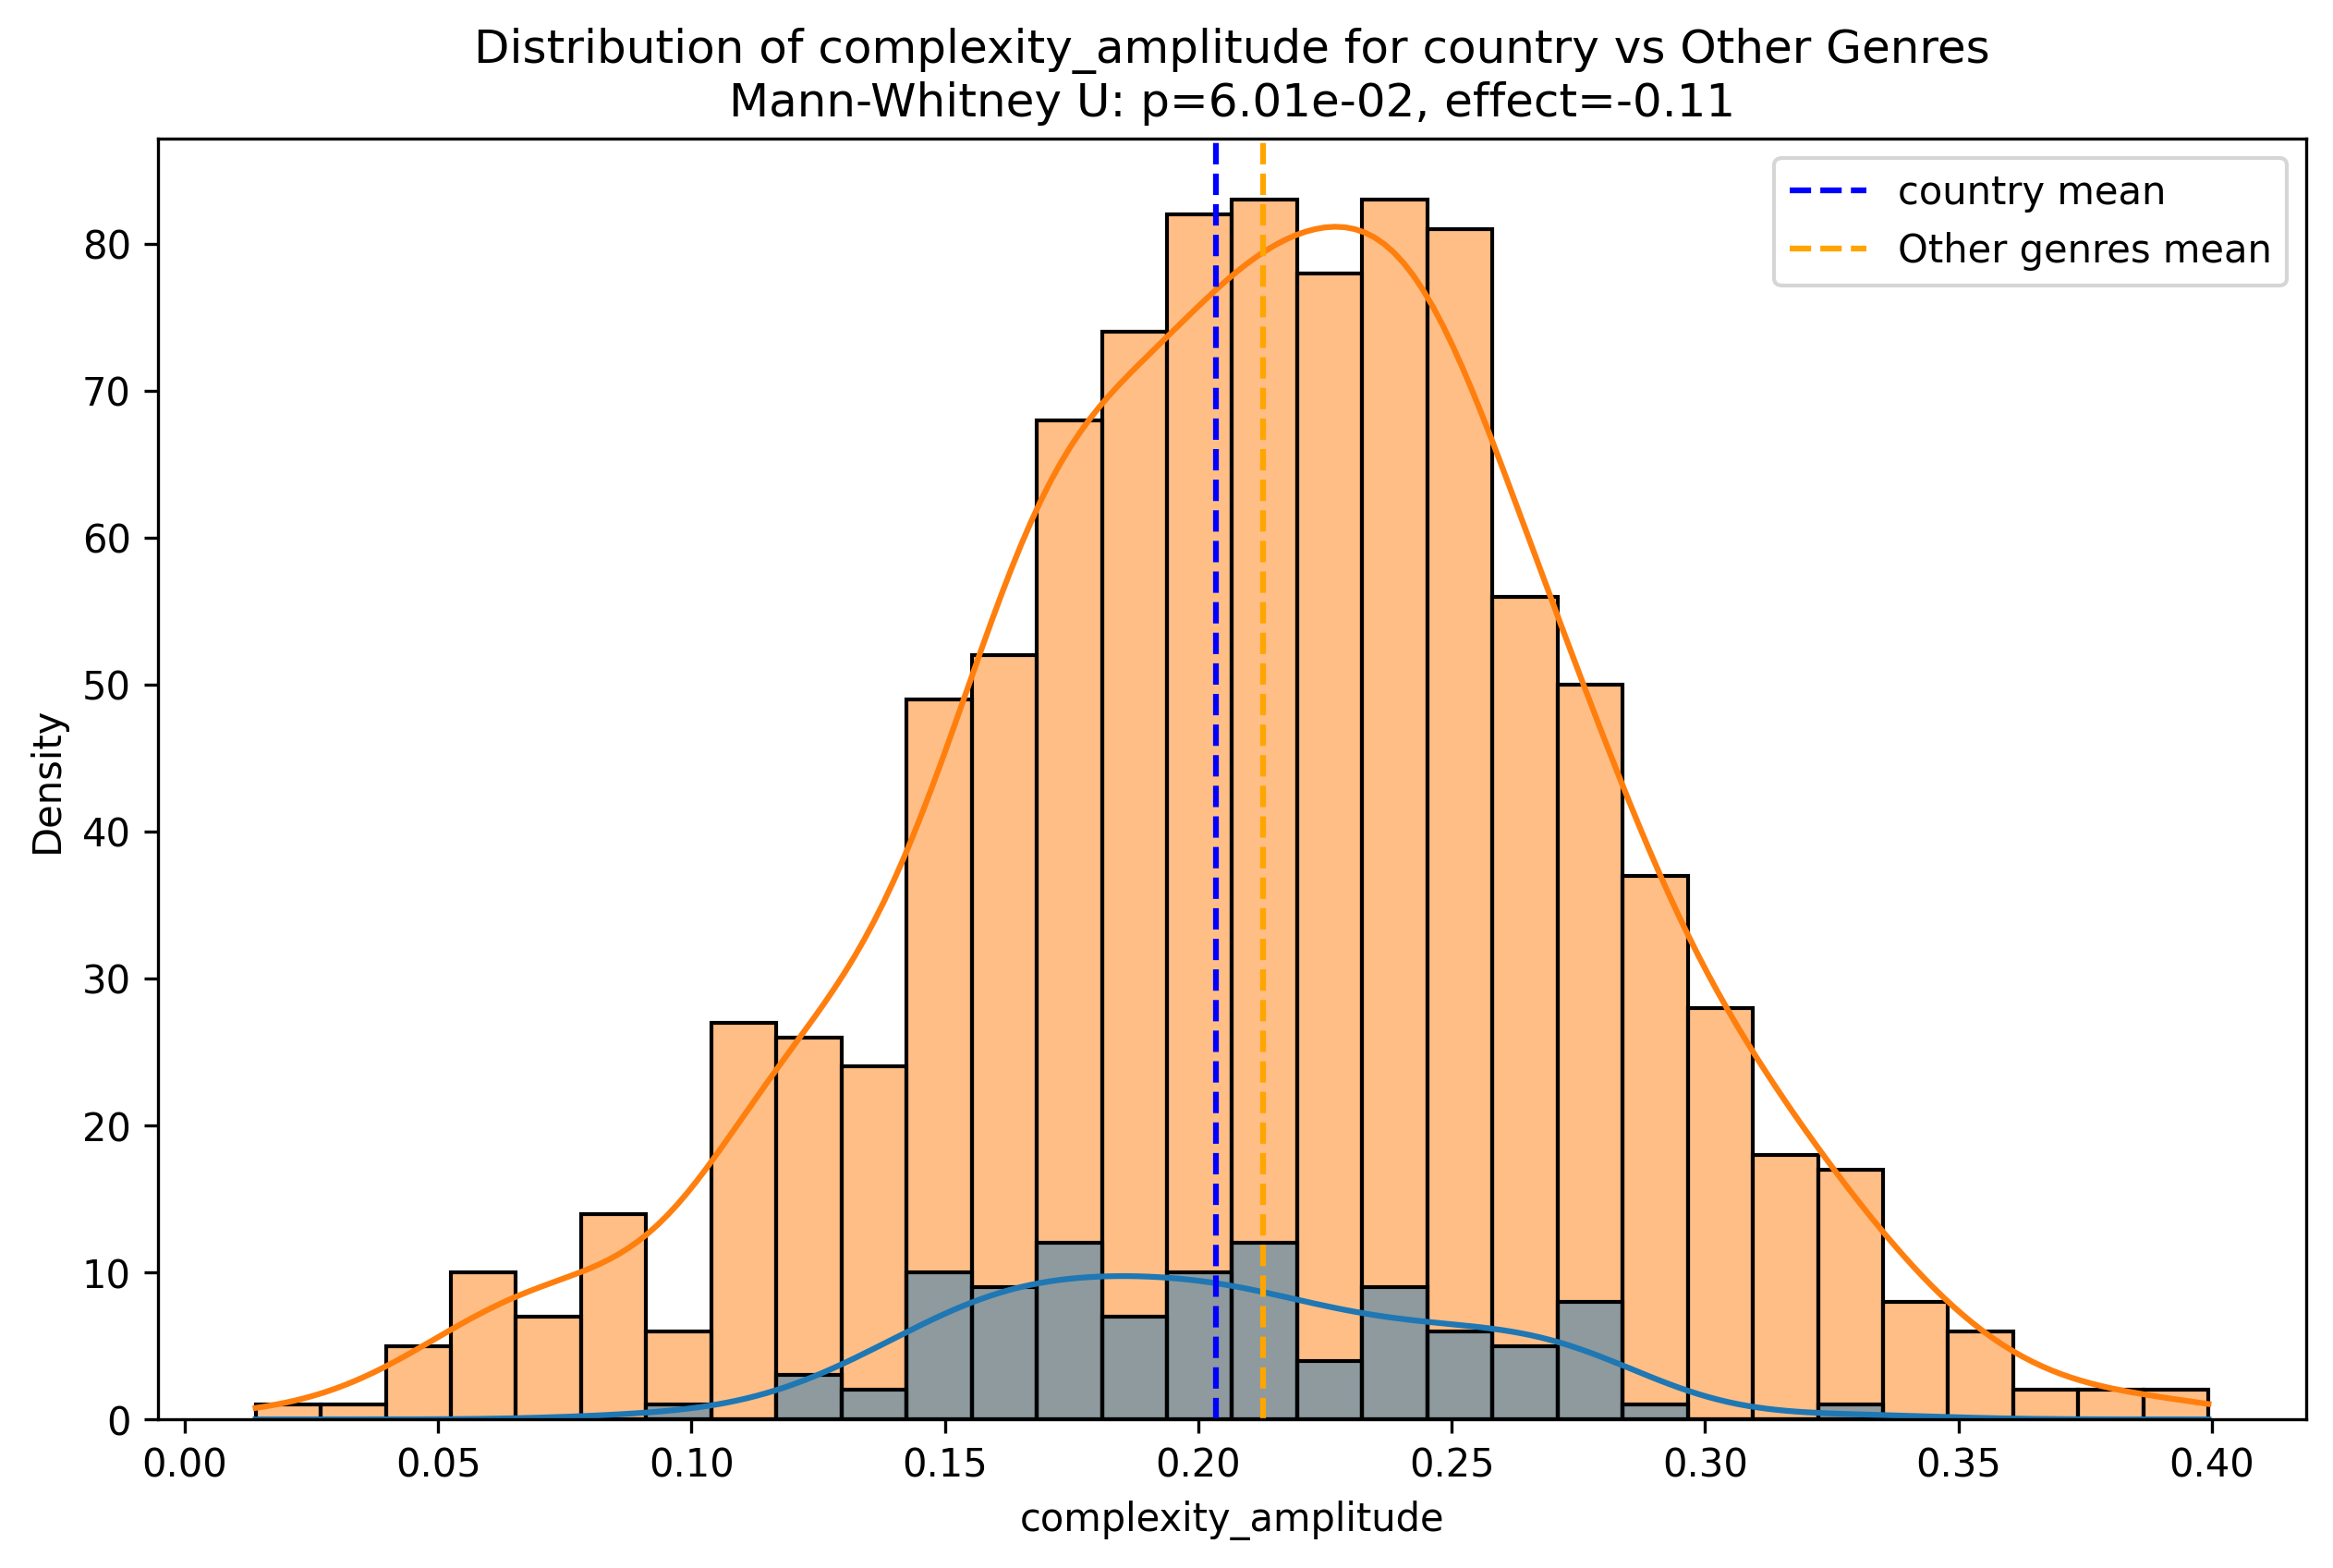 Distribution of complexity_amplitude for country vs Other Genres
Mann-Whitney U: p=6.01e-02, effect=-0.11
country mean
Other genres mean
80
70
60
50
40
30
20
10
0
Density
0.00 0.05 0.10 0.15 0.20 0.25 0.30 0.35 0.40
complexity_amplitude